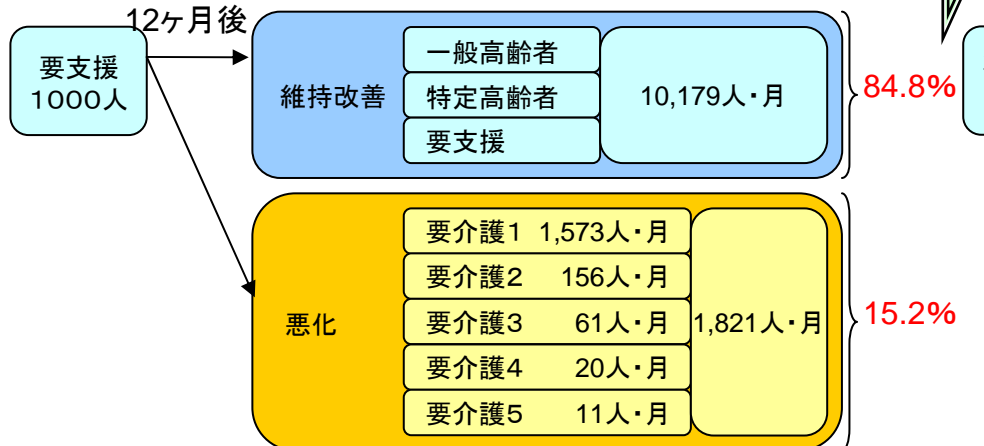 12ヶ月後
要支援
1000人
維持改善
一般高齢者
特定高齢者
要支援
10,179人・月
84.8%
悪化
要介護1 1,573人・月
要介護2 156人・月
要介護3 61人・月
要介護4 20人・月
要介護5 11人・月
1,821人・月
15.2%